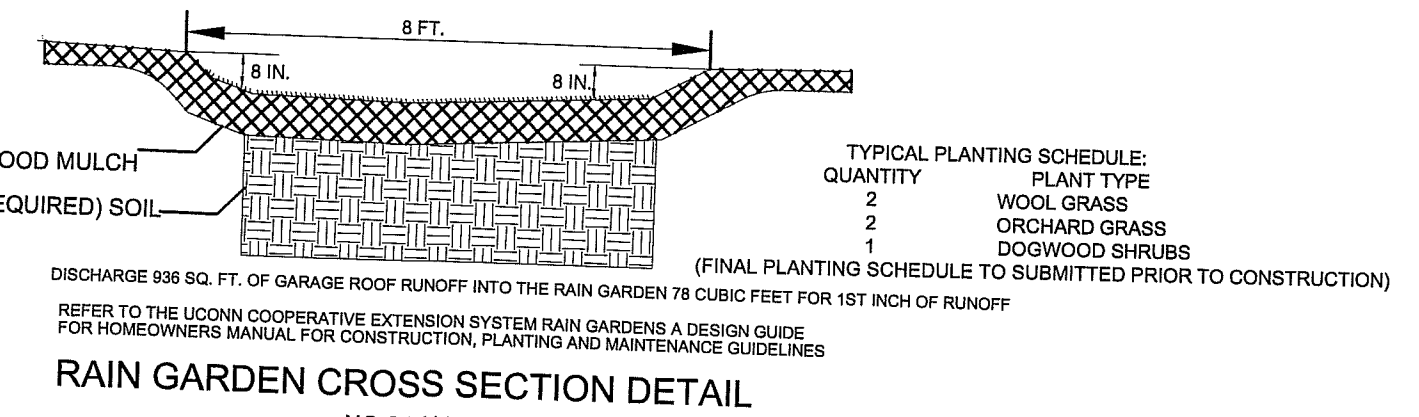 8 FT.
8 IN.
8 IN.
OOD MULCH
EQUIRED) SOIL
TYPICAL PLANTING SCHEDULE:
QUANTITY PLANT TYPE
2 WOOL GRASS
2 ORCHARD GRASS
1 DOGWOOD SHRUBS
(FINAL PLANTING SCHEDULE TO SUBMITTED PRIOR TO CONSTRUCTION)
DISCHARGE 936 SQ. FT. OF GARAGE ROOF RUNOFF INTO THE RAIN GARDEN 78 CUBIC FEET FOR 1ST INCH OF RUNOFF
REFER TO THE UCONN COOPERATIVE EXTENSION SYSTEM RAIN GARDENS A DESIGN GUIDE
FOR HOMEOWNERS MANUAL FOR CONSTRUCTION, PLANTING AND MAINTENANCE GUIDELINES
RAIN GARDEN CROSS SECTION DETAIL